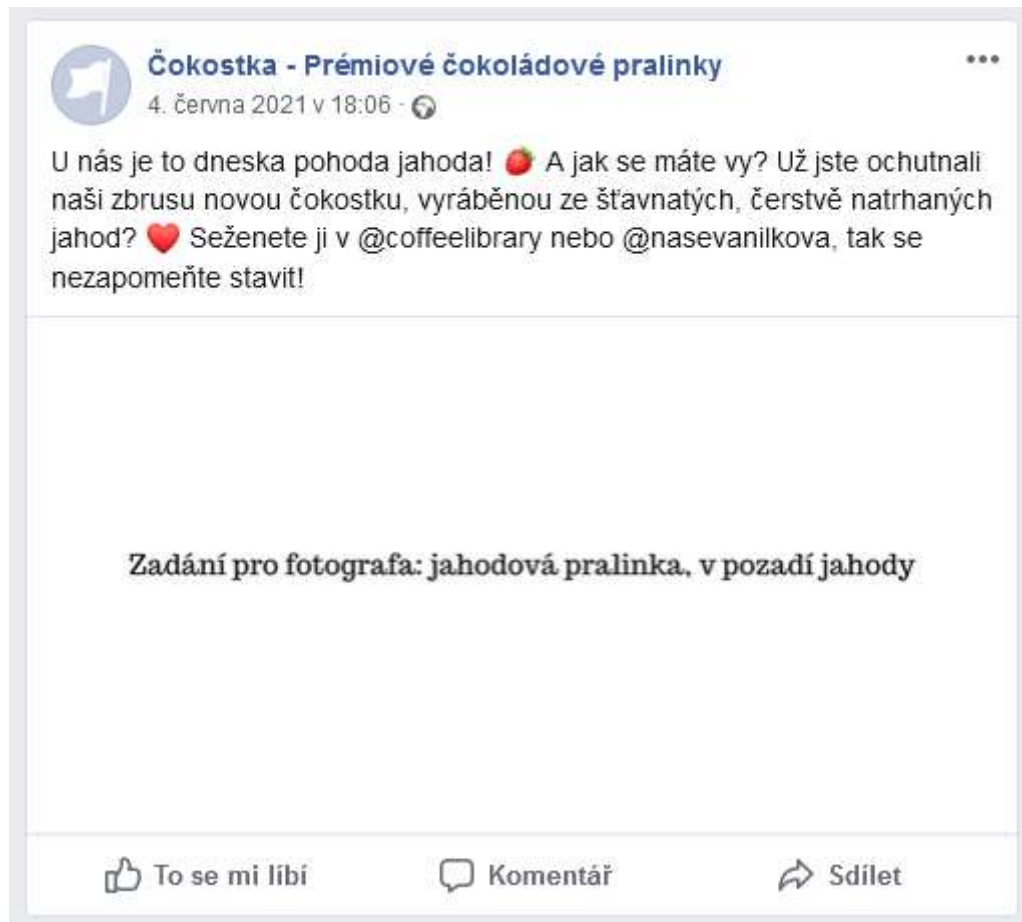 Čokostka - Prémiové čokoládové pralinky
4. června 2021 v 18:06 ·
U nás je to dneska pohoda jahoda! 🍓 A jak se máte vy? Už jste ochutnali
naši zbrusu novou čokostku, vyráběnou ze šťavnatých, čerstvě natrhaných
jahod? ❤️ Seženete ji v @coffeelibrary nebo @nasevanilkova, tak se
nezapomeňte stavit!
Zadání pro fotografa: jahodová pralinka, v pozadí jahody
To se mi líbí Komentář Sdílet